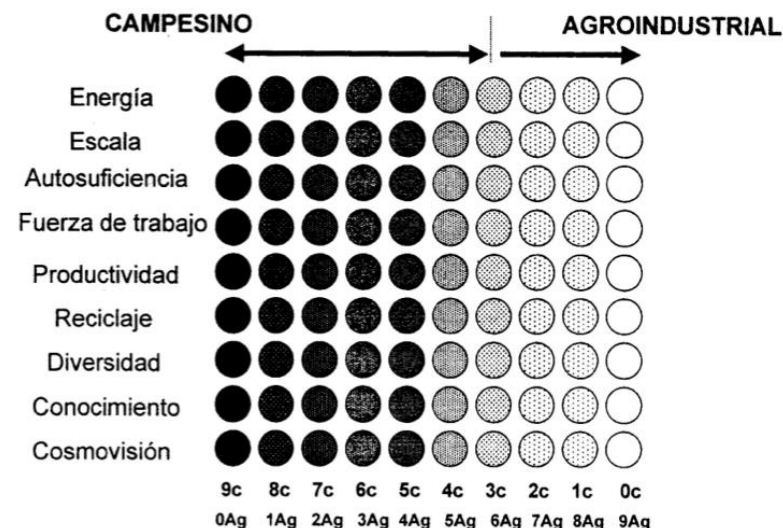 CAMPESINO AGROINDUSTRIAL
Energía
Escala
Autosuficiencia
Fuerza de trabajo
Productividad
Reciclaje
Diversidad
Conocimiento
Cosmovisión
9c 8c 7c 6c 5c 4c 3c 2c 1c 0c
0Ag 1Ag 2Ag 3Ag 4Ag 5Ag 6Ag 7Ag 8Ag 9Ag